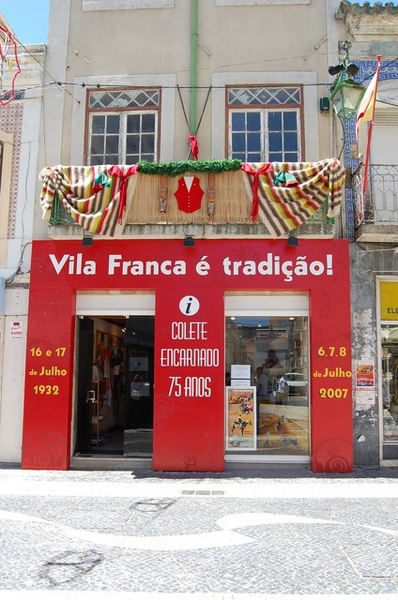 Vila Franca é tradição!
i
COLETE
ENCARNADO
75 ANOS
16 e 17
de Julho
1932
6,7,8
de Julho
2007